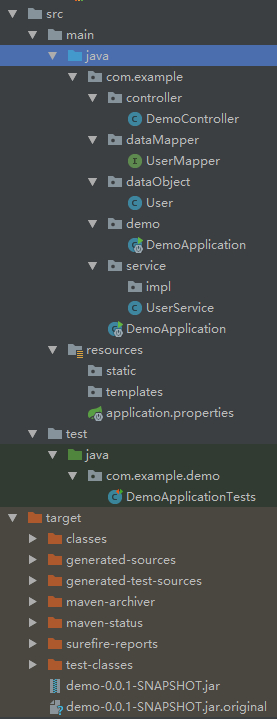 src
main
java
com.example
controller
DemoController
dataMapper
UserMapper
dataObject
User
demo
DemoApplication
service
impl
UserService
DemoApplication
resources
static
templates
application.properties
test
java
com.example.demo
DemoApplicationTests
target
classes
generated-sources
generated-test-sources
maven-archiver
maven-status
surefire-reports
test-classes
demo-0.0.1-SNAPSHOT.jar
demo-0.0.1-SNAPSHOT.jar.original